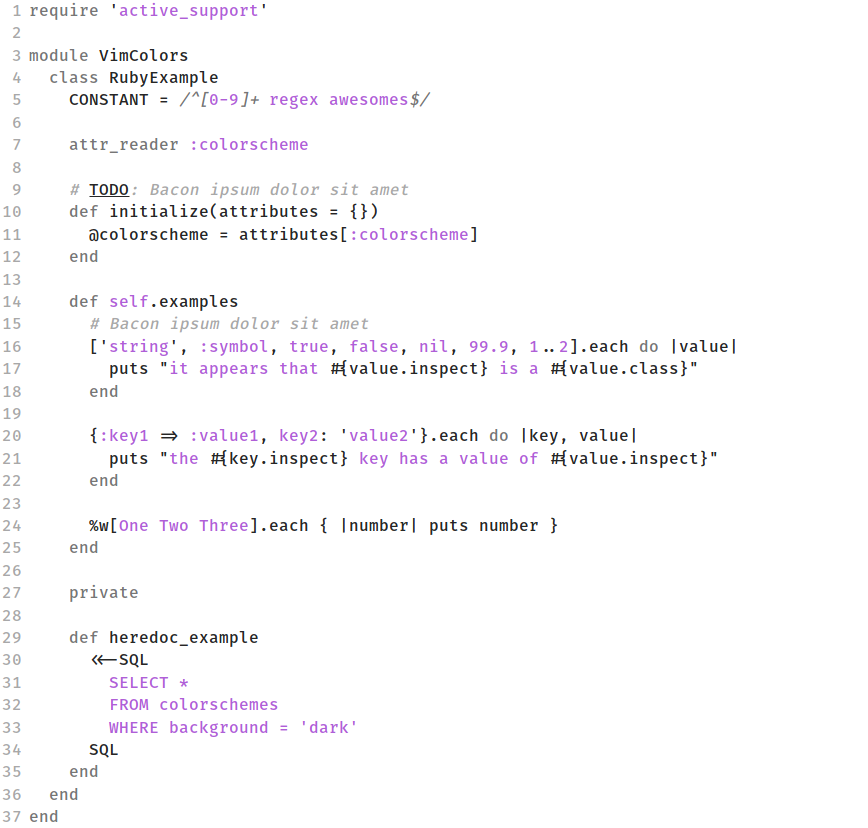 1 require 'active_support'
2
3 module VimColors
4   class RubyExample
5     CONSTANT = /^[0-9]+ regex awesomes$/
6
7     attr_reader :colorscheme
8
9     # TODO: Bacon ipsum dolor sit amet
10     def initialize(attributes = {})
11       @colorscheme = attributes[:colorscheme]
12     end
13
14     def self.examples
15       # Bacon ipsum dolor sit amet
16       ['string', :symbol, true, false, nil, 99.9, 1..2].each do |value|
17         puts "it appears that #{value.inspect} is a #{value.class}"
18       end
19
20       {:key1 => :value1, key2: 'value2'}.each do |key, value|
21         puts "the #{key.inspect} key has a value of #{value.inspect}"
22       end
23
24       %w[One Two Three].each { |number| puts number }
25     end
26
27     private
28
29     def heredoc_example
30       <<-SQL
31         SELECT *
32         FROM colorschemes
33         WHERE background = 'dark'
34       SQL
35     end
36   end
37 end